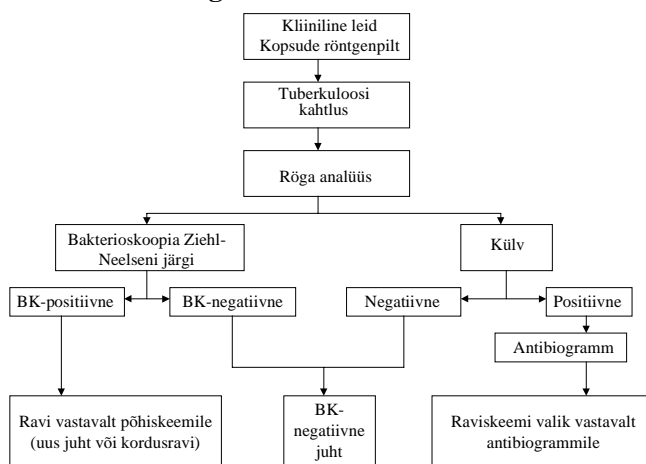 Kliiniline leid
Kopsude röntgenpilt
Tuberkuloosi
kahtlus
Röga analüüs
Bakterioskoopia Ziehl-
Neelseni järgi
Külv
BK-positiivne
BK-negatiivne
Negatiivne
Positiivne
Antibiogramm
Ravi vastavalt põhiskeemile
(uus juht või kordusravi)
BK-
negatiivne
juht
Raviskeemi valik vastavalt
antibiogrammile